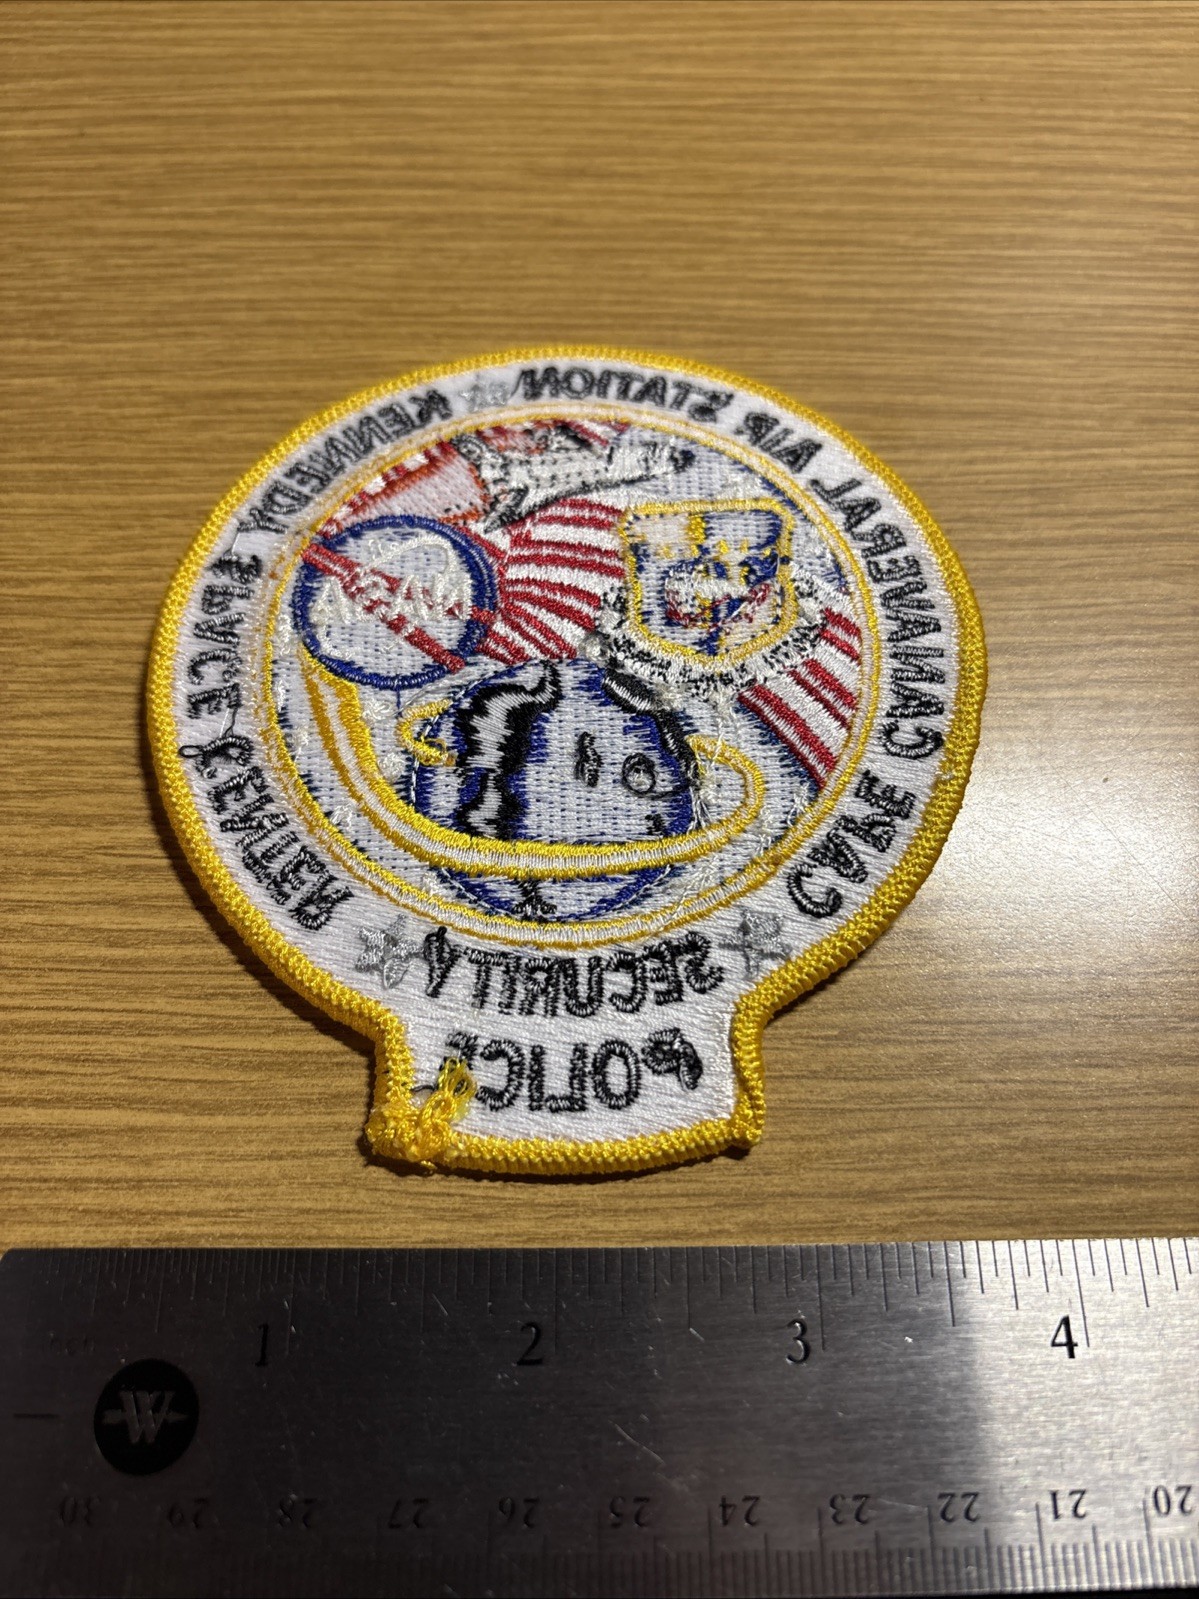 CAPE CANAVERAL AIR STATION
KENNEDY SPACE CENTER
NASA
SECURITY
POLICE
1 2 3 4
W
30 29 28 27 26 25 24 23 22 21 20